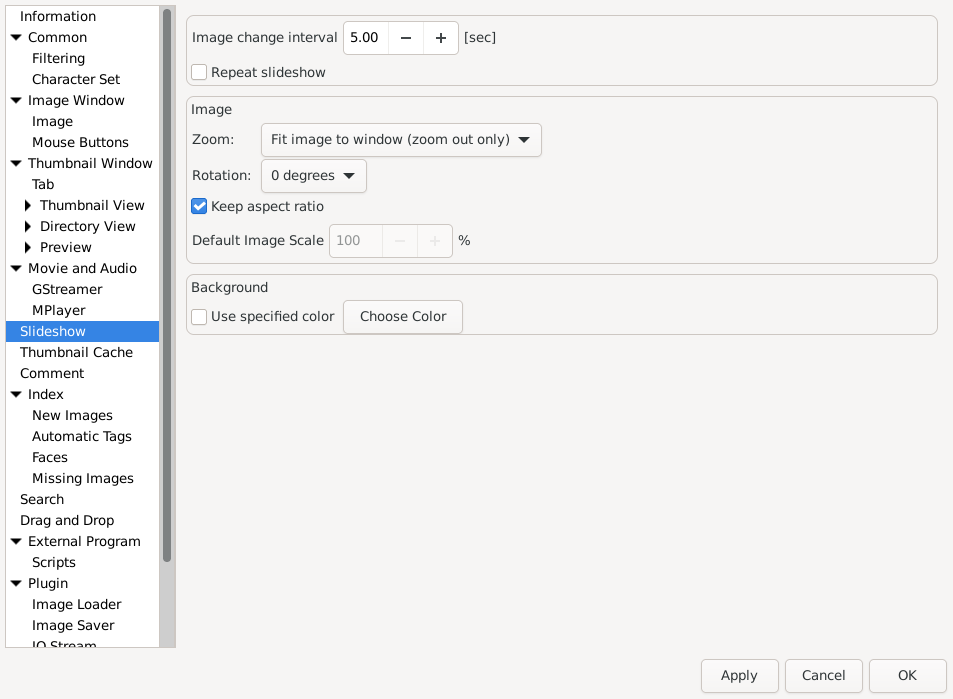 Information
Common
Filtering
Character Set
Image Window
Image
Mouse Buttons
Thumbnail Window
Tab
Thumbnail View
Directory View
Preview
Movie and Audio
GStreamer
MPlayer
Slideshow
Thumbnail Cache
Comment
Index
New Images
Automatic Tags
Faces
Missing Images
Search
Drag and Drop
External Program
Scripts
Plugin
Image Loader
Image Saver
IO Stream
Image change interval 5.00 [sec]
Repeat slideshow
Image
Zoom: Fit image to window (zoom out only)
Rotation: 0 degrees
Keep aspect ratio
Default Image Scale 100 %
Background
Use specified color Choose Color
Apply Cancel OK